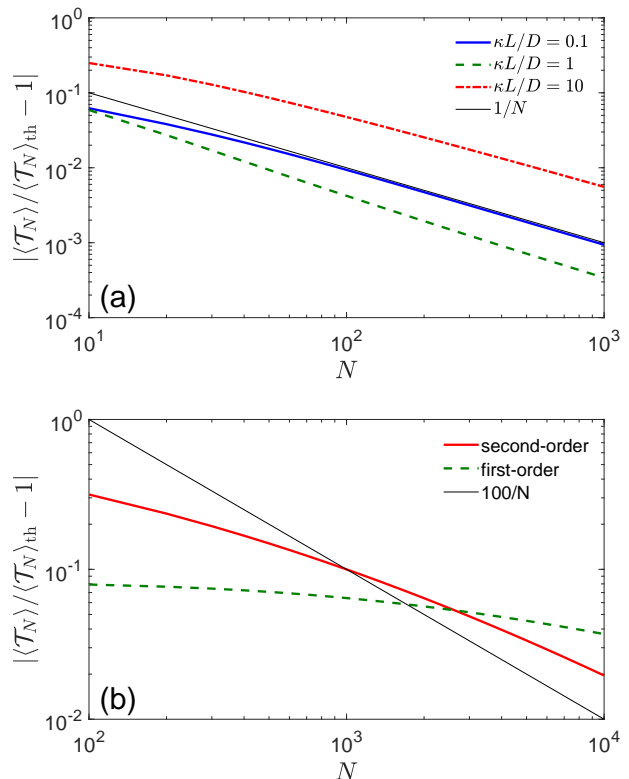 10^0
10^-1
10^-2
10^-3
10^-4
|⟨𝒯_N⟩/⟨𝒯_N⟩_th − 1|
κL/D = 0.1
κL/D = 1
κL/D = 10
1/N
(a)
10^1
10^2
10^3
N
10^0
10^-1
10^-2
|⟨𝒯_N⟩/⟨𝒯_N⟩_th − 1|
second-order
first-order
100/N
(b)
10^2
10^3
10^4
N